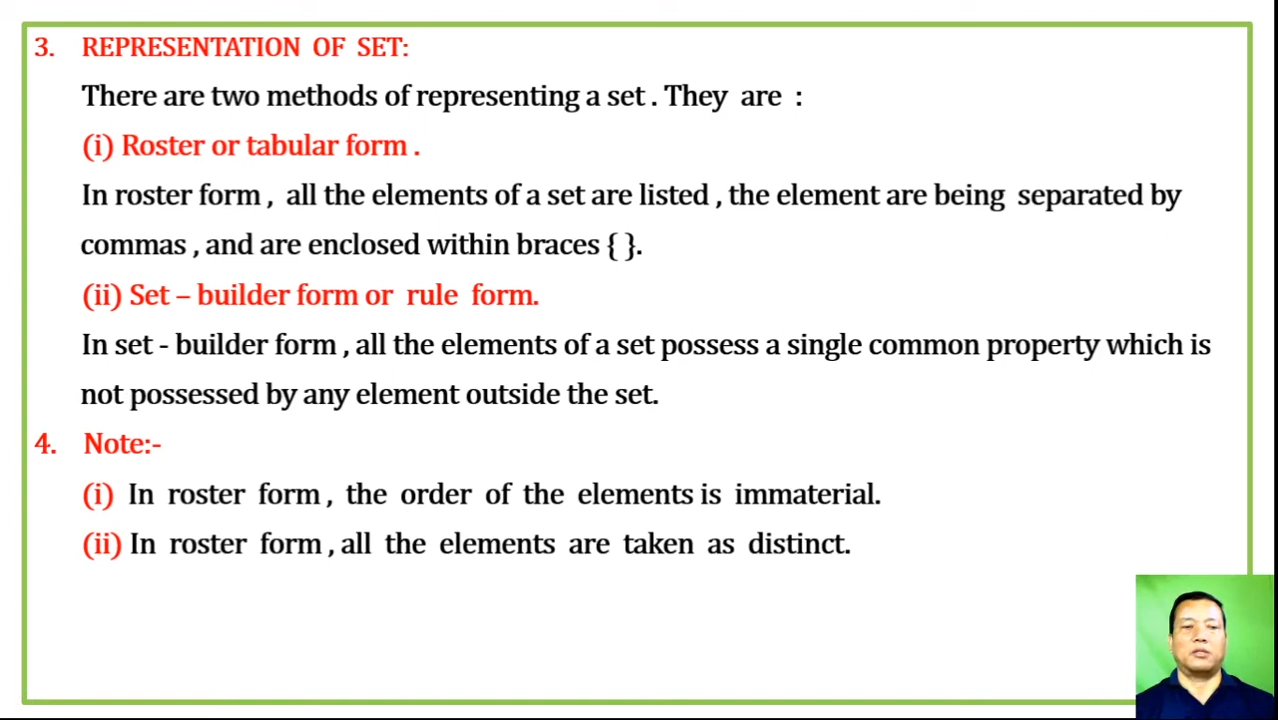 3. REPRESENTATION OF SET:
There are two methods of representing a set . They are :
(i) Roster or tabular form .
In roster form , all the elements of a set are listed , the element are being separated by
commas , and are enclosed within braces { }.
(ii) Set – builder form or rule form.
In set - builder form , all the elements of a set possess a single common property which is
not possessed by any element outside the set.
4. Note:-
(i) In roster form , the order of the elements is immaterial.
(ii) In roster form , all the elements are taken as distinct.